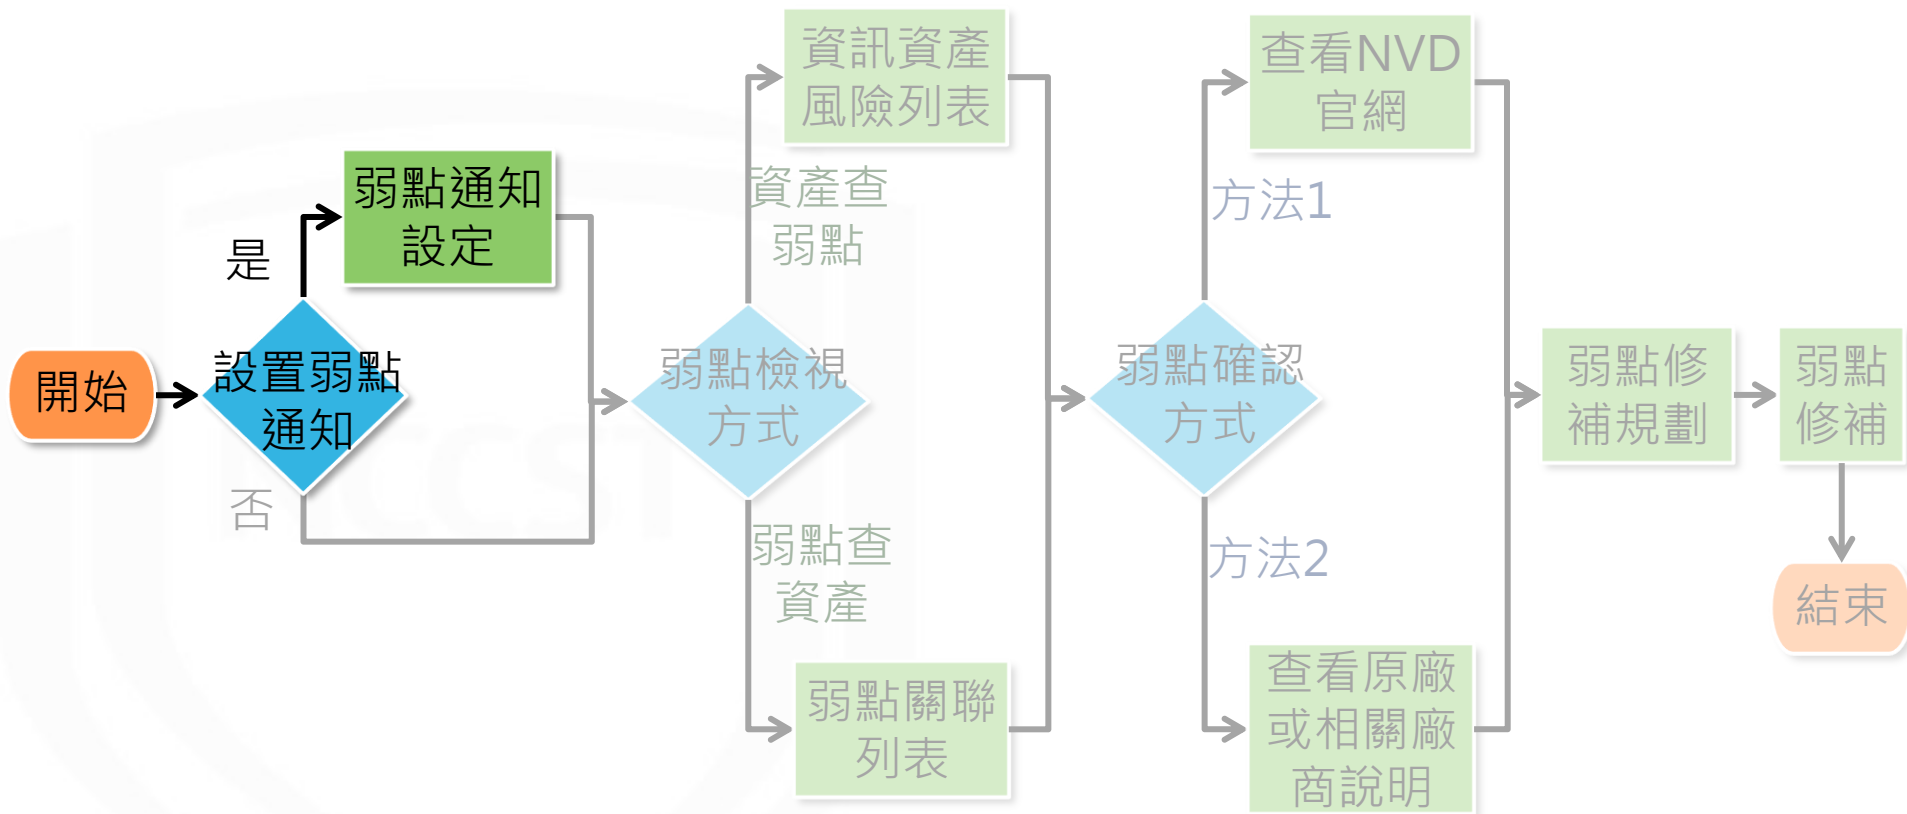 開始
設置弱點
通知
是
否
弱點通知
設定
弱點檢視
方式
資產查
弱點
弱點查
資產
資訊資產
風險列表
弱點關聯
列表
弱點確認
方式
方法1
方法2
查看NVD
官網
查看原廠
或相關廠
商說明
弱點修
補規劃
弱點
修補
結束
NCCST